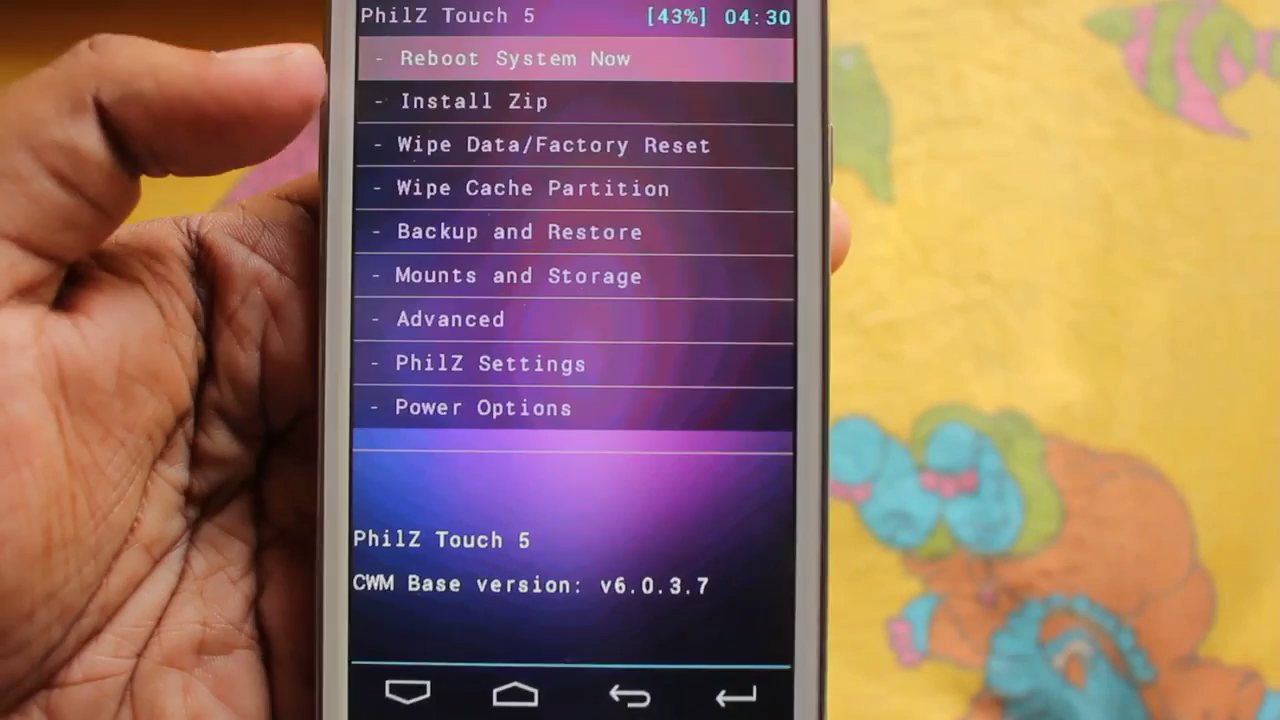 PhilZ Touch 5 [43%] 04:30
- Reboot System Now
- Install Zip
- Wipe Data/Factory Reset
- Wipe Cache Partition
- Backup and Restore
- Mounts and Storage
- Advanced
- PhilZ Settings
- Power Options
PhilZ Touch 5
CWM Base version: v6.0.3.7